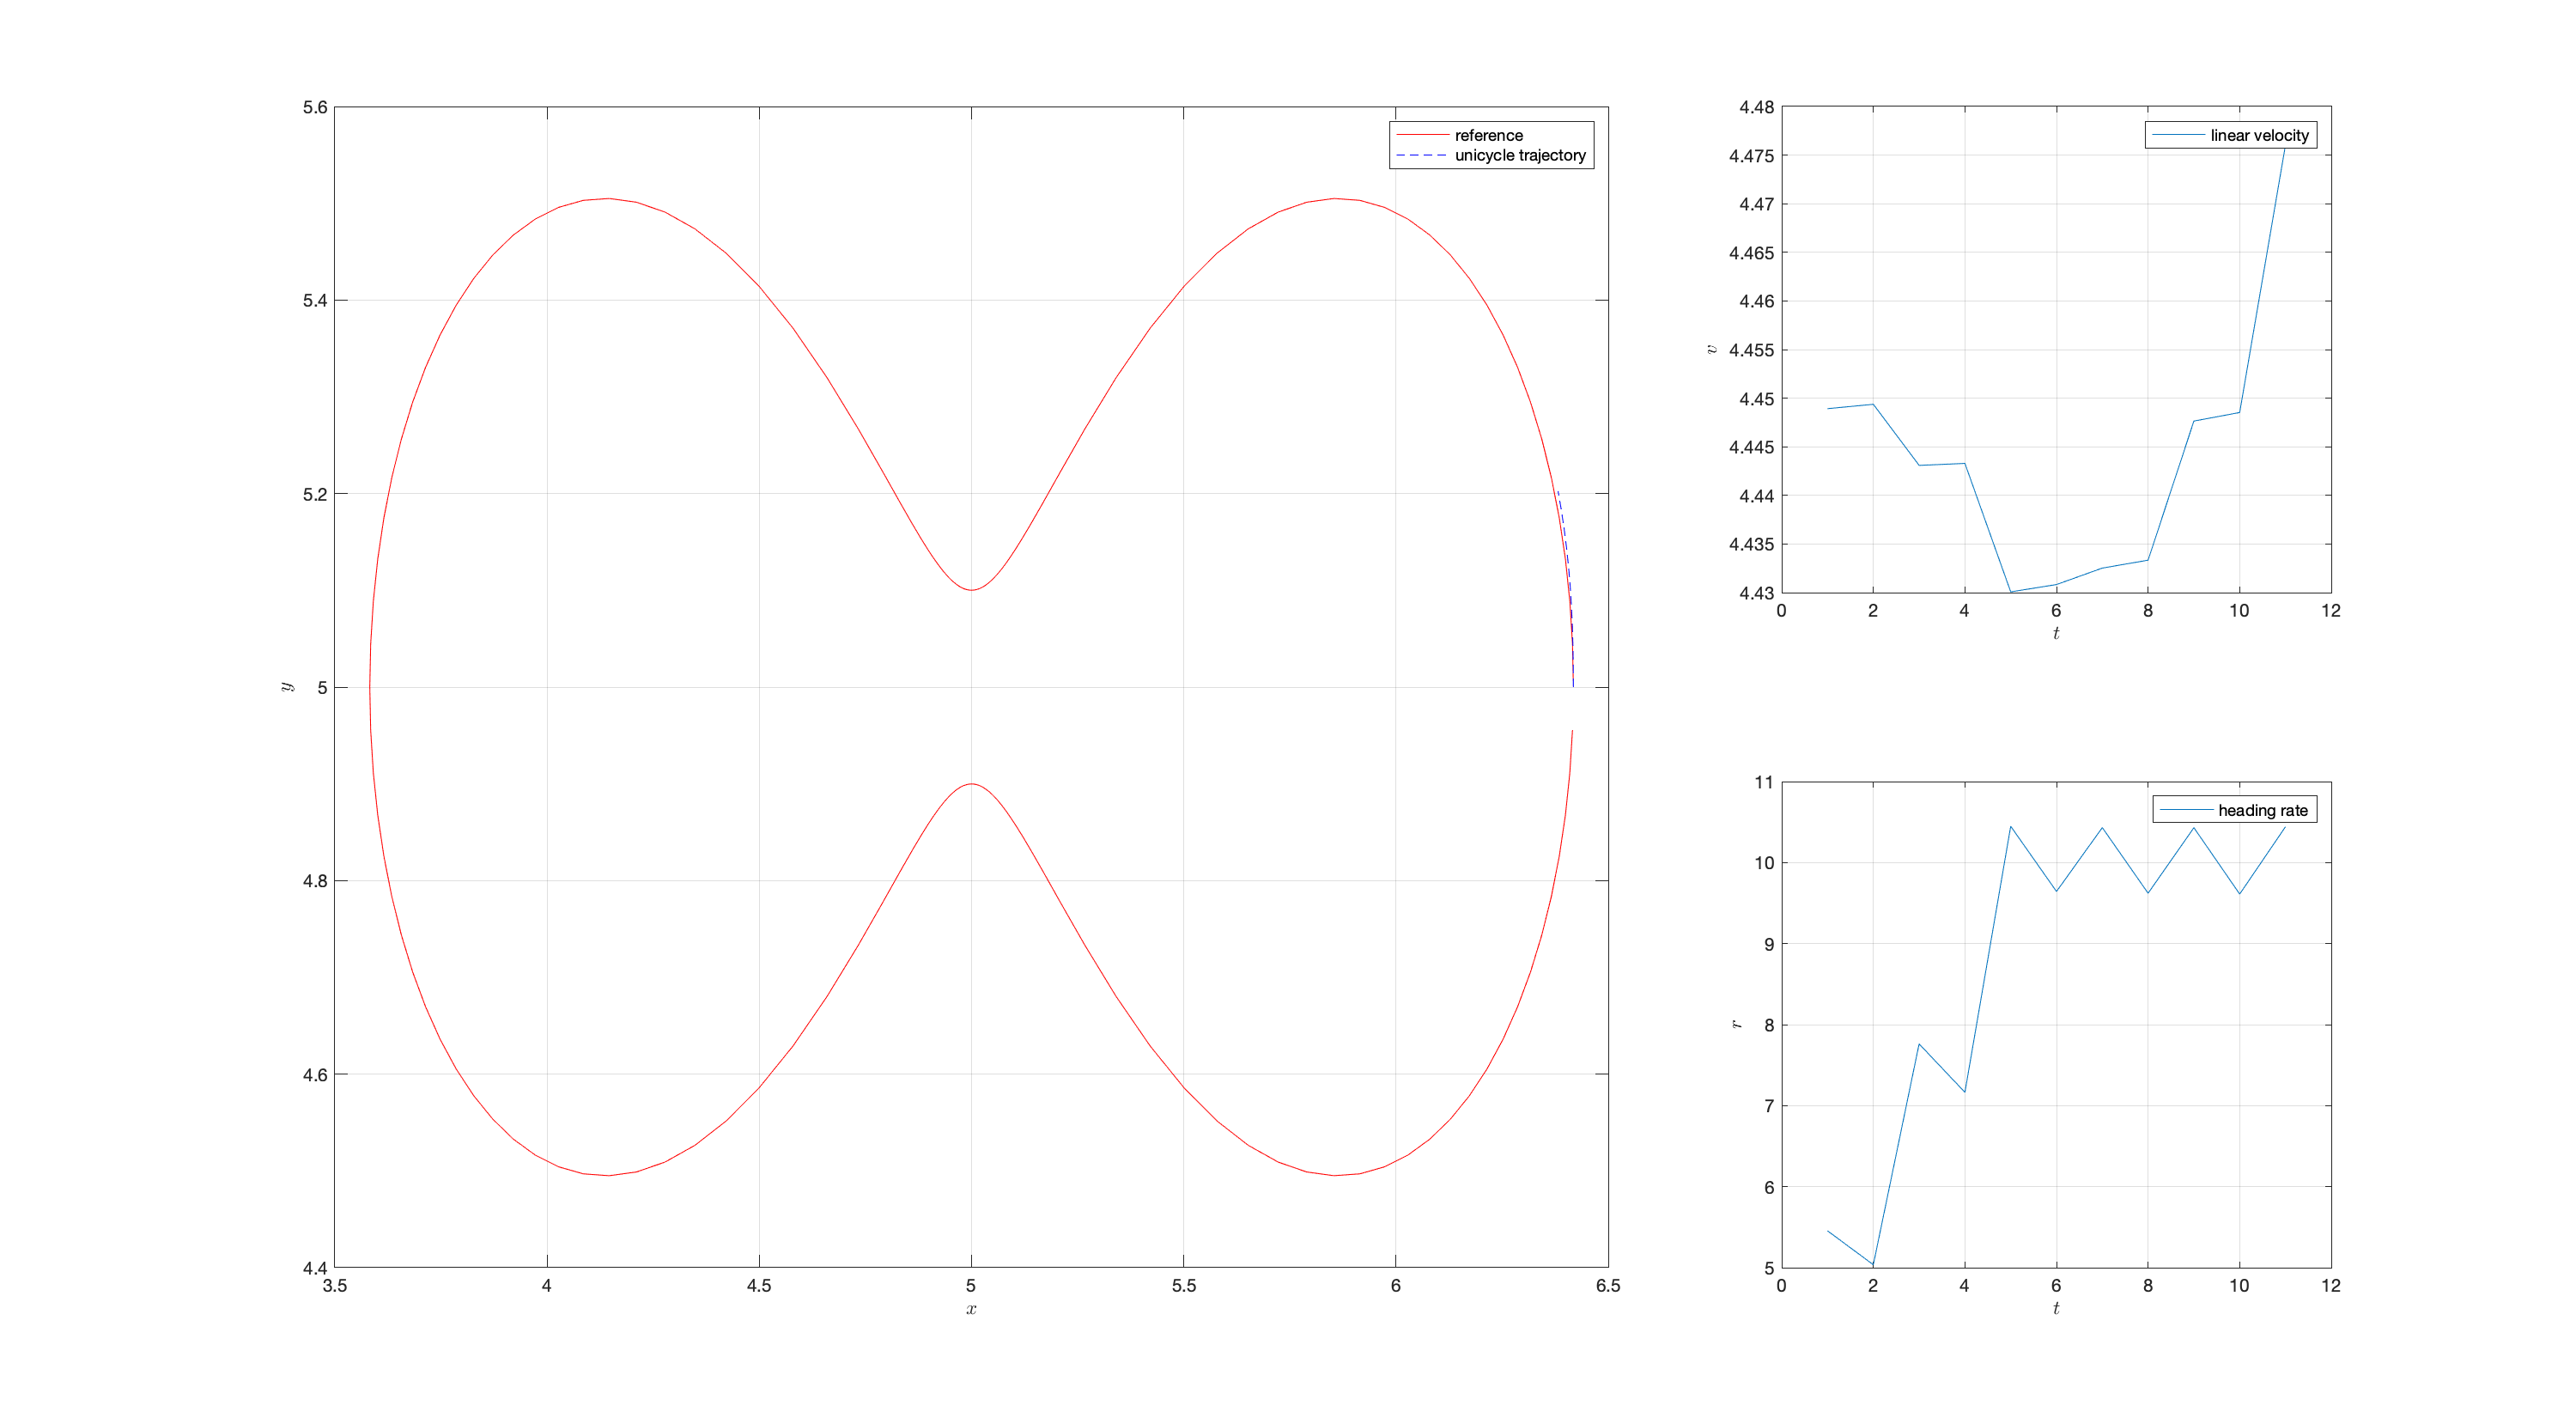 5.6
5.4
5.2
5
4.8
4.6
4.4
y
3.5 4 4.5 5 5.5 6 6.5
x
reference
unicycle trajectory
4.48
4.475
4.47
4.465
4.46
4.455
4.45
4.445
4.44
4.435
4.43
v
0 2 4 6 8 10 12
t
linear velocity
11
10
9
8
7
6
5
r
0 2 4 6 8 10 12
t
heading rate